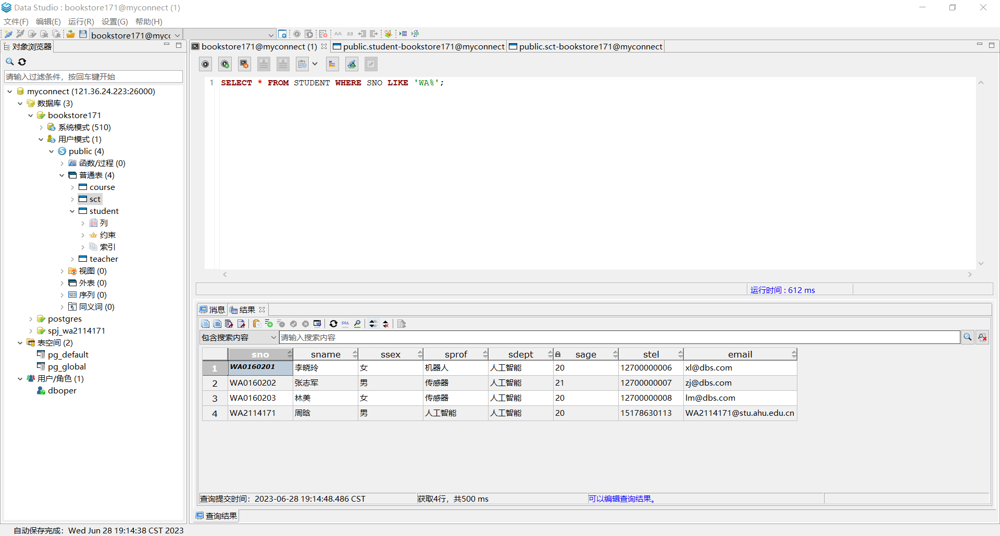 Data Studio : bookstore171@myconnect (1)
文件(F) 编辑(E) 运行(R) 设置(G) 帮助(H)
bookstore171@mycc
AA aa
对象浏览器
请输入过滤条件，按回车键开始
myconnect (121.36.24.223:26000)
数据库 (3)
bookstore171
系统模式 (510)
用户模式 (1)
public (4)
函数/过程 (0)
普通表 (4)
course
sct
student
列
约束
索引
teacher
视图 (0)
外表 (0)
序列 (0)
同义词 (0)
postgres
spj_wa2114171
表空间 (2)
pg_default
pg_global
用户/角色 (1)
dboper
bookstore171@myconnect (1) public.student-bookstore171@myconnect public.sct-bookstore171@myconnect
1 SELECT * FROM STUDENT WHERE SNO LIKE 'WA%';
运行时间 : 612 ms
消息 结果
SQL
包含搜索内容 请输入搜索内容
sno sname ssex sprof sdept sage stel email
1 WA0160201 李晓玲 女 机器人 人工智能 20 12700000006 xl@dbs.com
2 WA0160202 张志军 男 传感器 人工智能 21 12700000007 zj@dbs.com
3 WA0160203 林美 女 传感器 人工智能 20 12700000008 lm@dbs.com
4 WA2114171 周晗 男 人工智能 人工智能 20 15178630113 WA2114171@stu.ahu.edu.cn
查询提交时间：2023-06-28 19:14:48.486 CST 获取4行，共500 ms 可以编辑查询结果。
查询结果
自动保存完成：Wed Jun 28 19:14:38 CST 2023